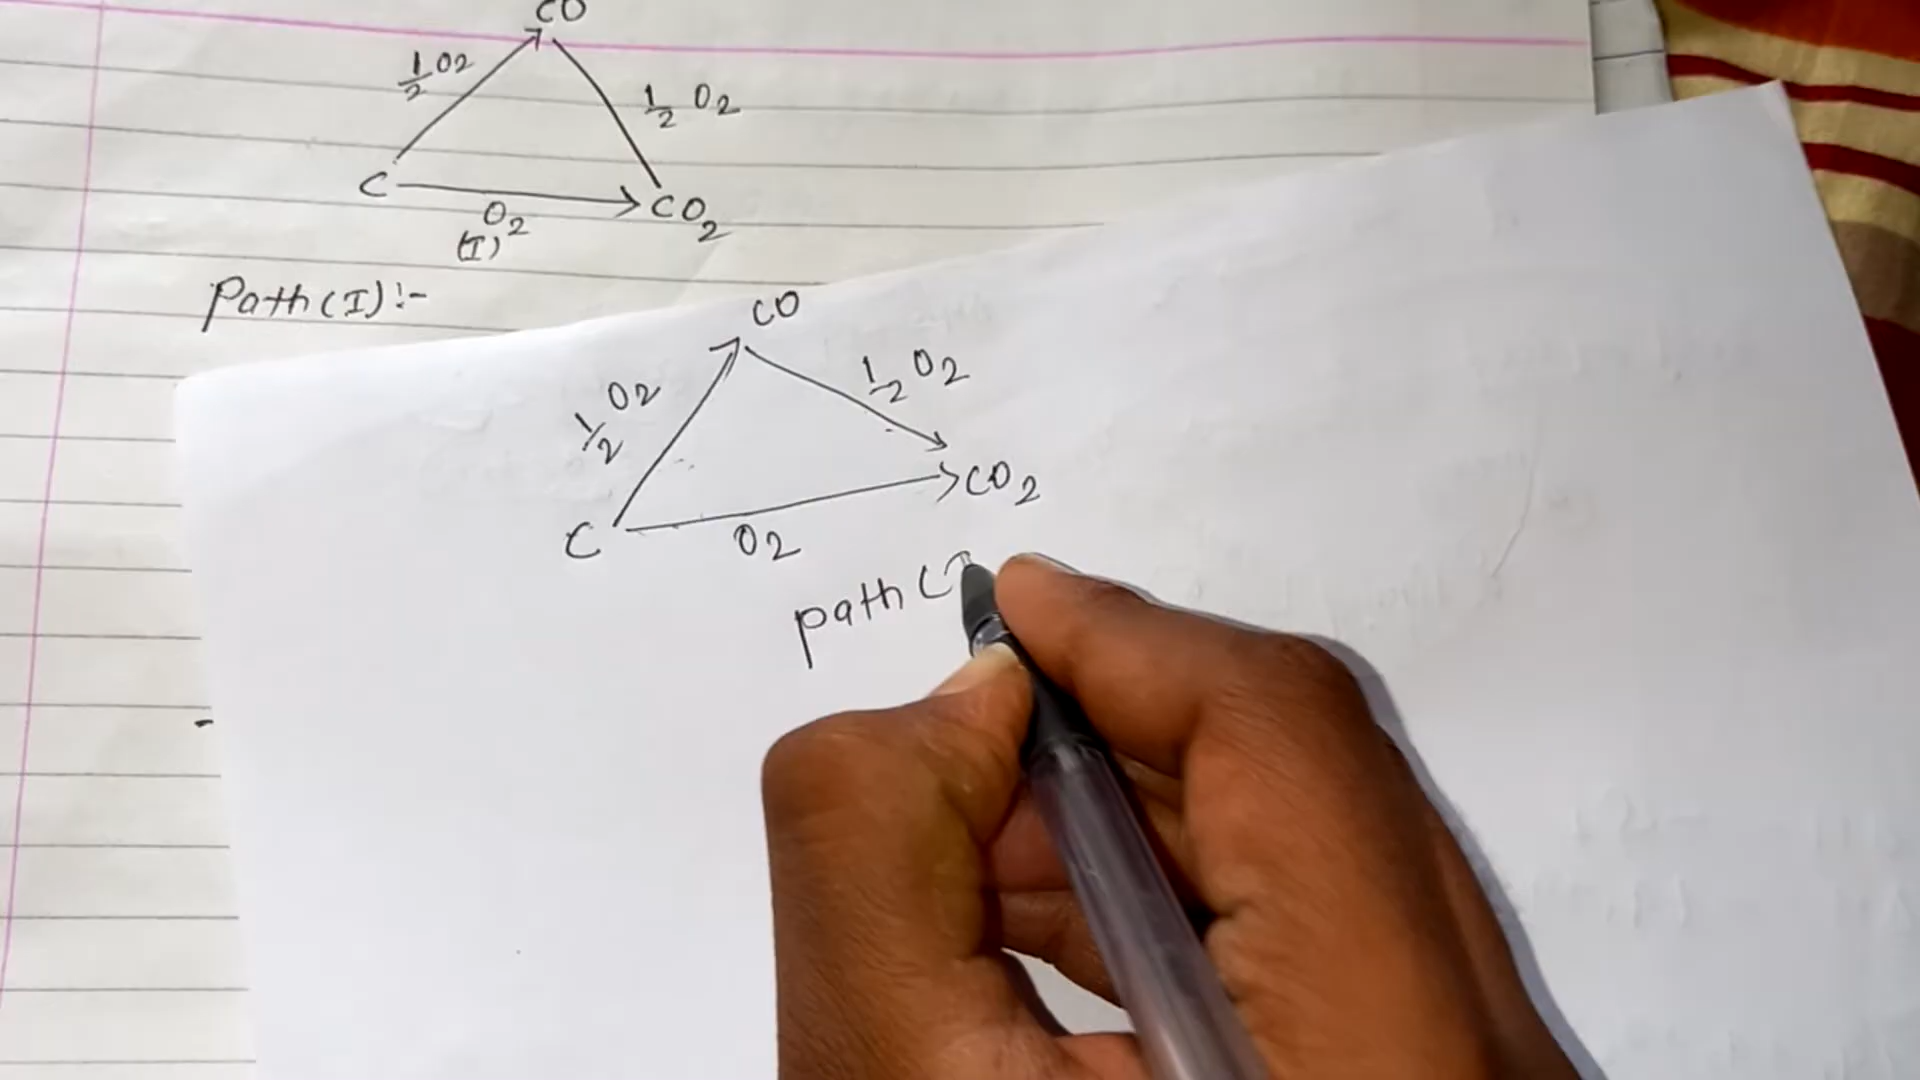 CO
1/2 O2
1/2 O2
C
CO2
O2
(I)
Path (I) :-
CO
1/2 O2
1/2 O2
CO2
C
O2
path (